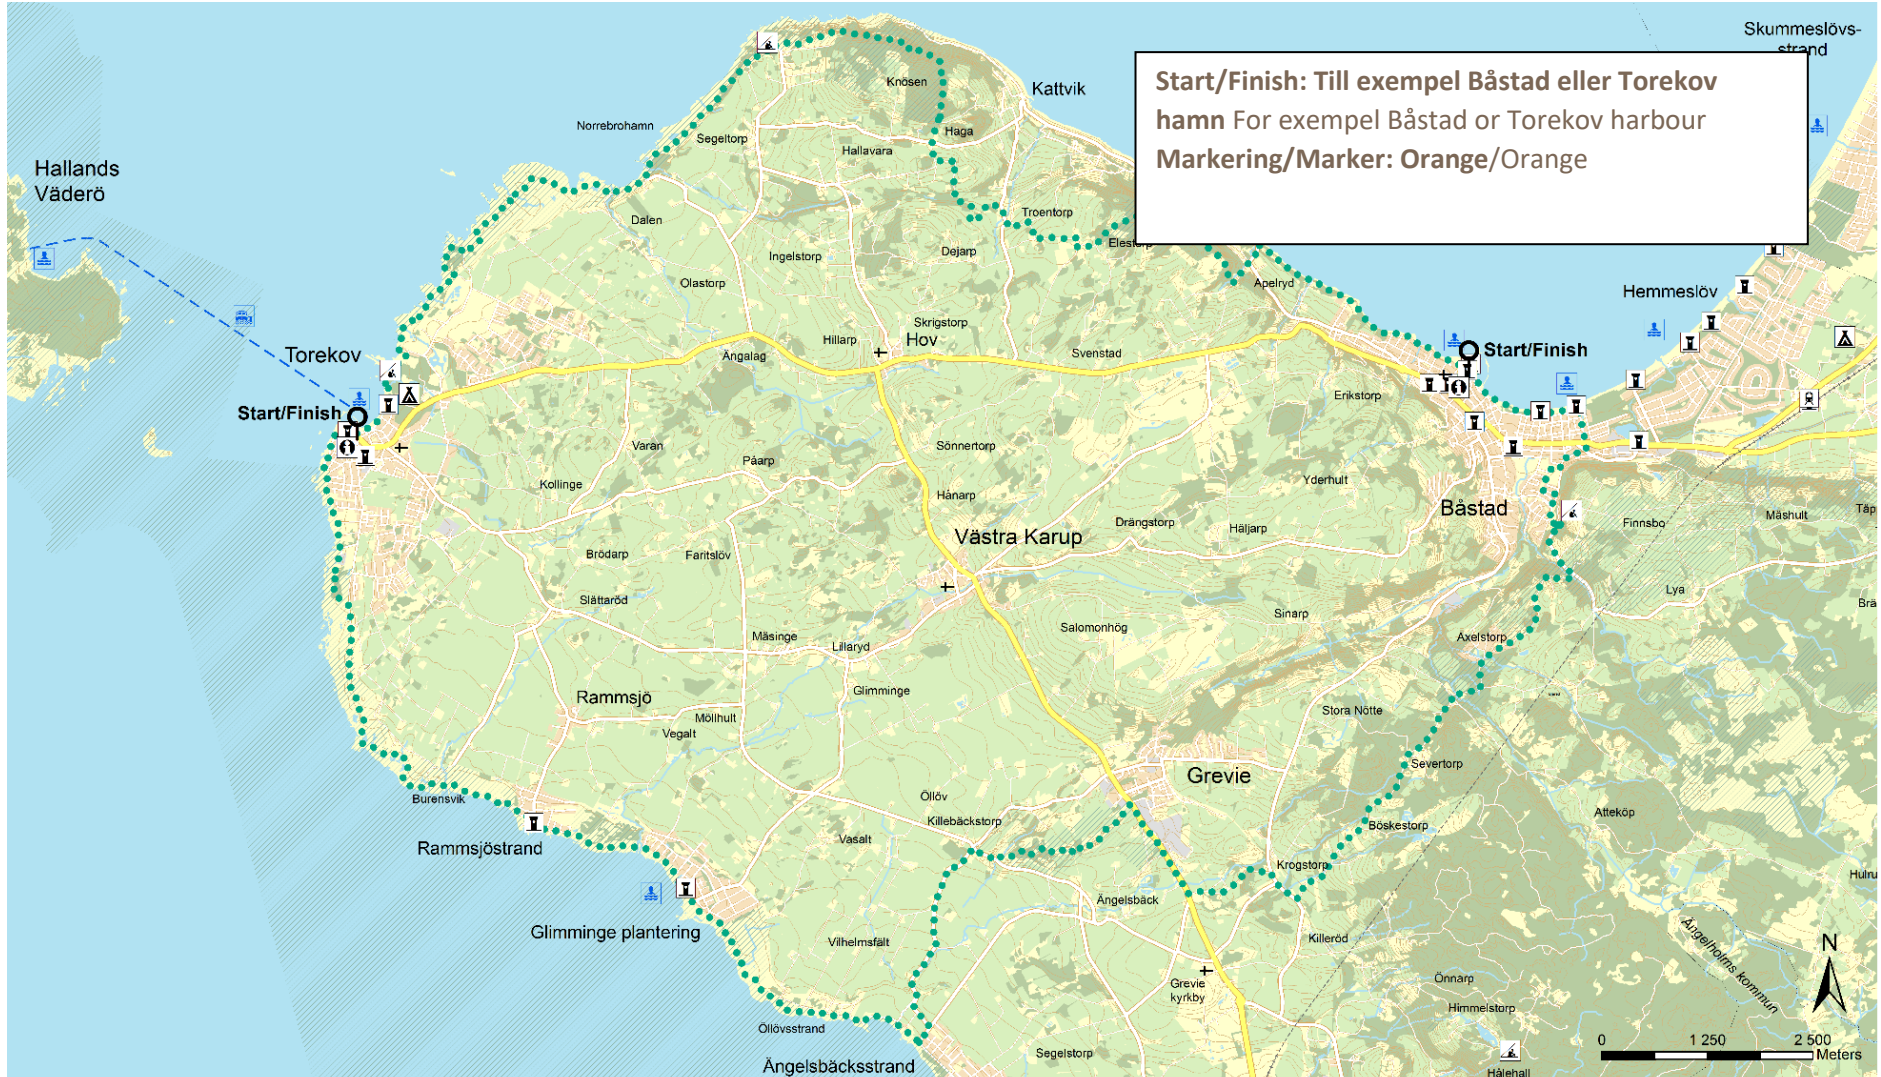 Skummeslövs-
strand
Start/Finish: Till exempel Båstad eller Torekov
hamn For exempel Båstad or Torekov harbour
Markering/Marker: Orange/Orange
Knösen
Kattvik
Norrebrohamn
Segeltorp
Haga
Hallavara
Hallands
Väderö
Dalen
Troentorp
Elestorp
Dejarp
Ingelstorp
Olastorp
Apelryd
Hemmeslöv
Skrigstorp
Hillarp
Hov
Torekov
Ängalag
Svenstad
Start/Finish
Erikstorp
Start/Finish
Varan
Sönnertorp
Påarp
Kollinge
Yderhult
Hånarp
Båstad
Mäshult
Täp
Finnsbo
Drängstorp
Häljarp
Västra Karup
Brödarp
Faritslöv
Lya
Slättaröd
Brä
Sinarp
Salomonhög
Mäsinge
Lillaryd
Axelstorp
Glimminge
Rammsjö
Möllhult
Vegalt
Stora Nötte
Severtorp
Grevie
Burensvik
Öllöv
Killebäckstorp
Atteköp
Böskestorp
Vasalt
Rammsjöstrand
Krogstorp
Hulru
Ängelsbäck
Glimminge plantering
Vilhelmsfält
Killeröd
Ängelholms kommun
N
Grevie
kyrkby
Önnarp
Himmelstorp
Öllövsstrand
Segelstorp
0 1 250 2 500
Meters
Ängelsbäcksstrand
Hålehall